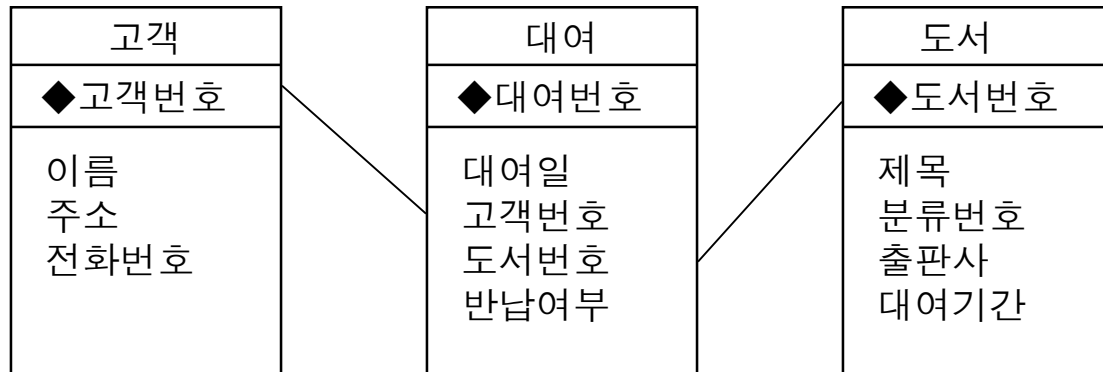 고객
◆고객번호
이름
주소
전화번호
대여
◆대여번호
대여일
고객번호
도서번호
반납여부
도서
◆도서번호
제목
분류번호
출판사
대여기간